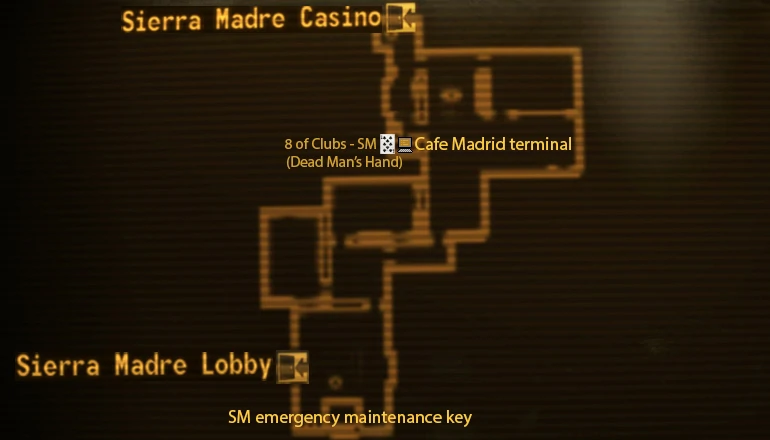 Sierra Madre Casino
8 of Clubs - SM
Cafe Madrid terminal
(Dead Man's Hand)
Sierra Madre Lobby
SM emergency maintenance key